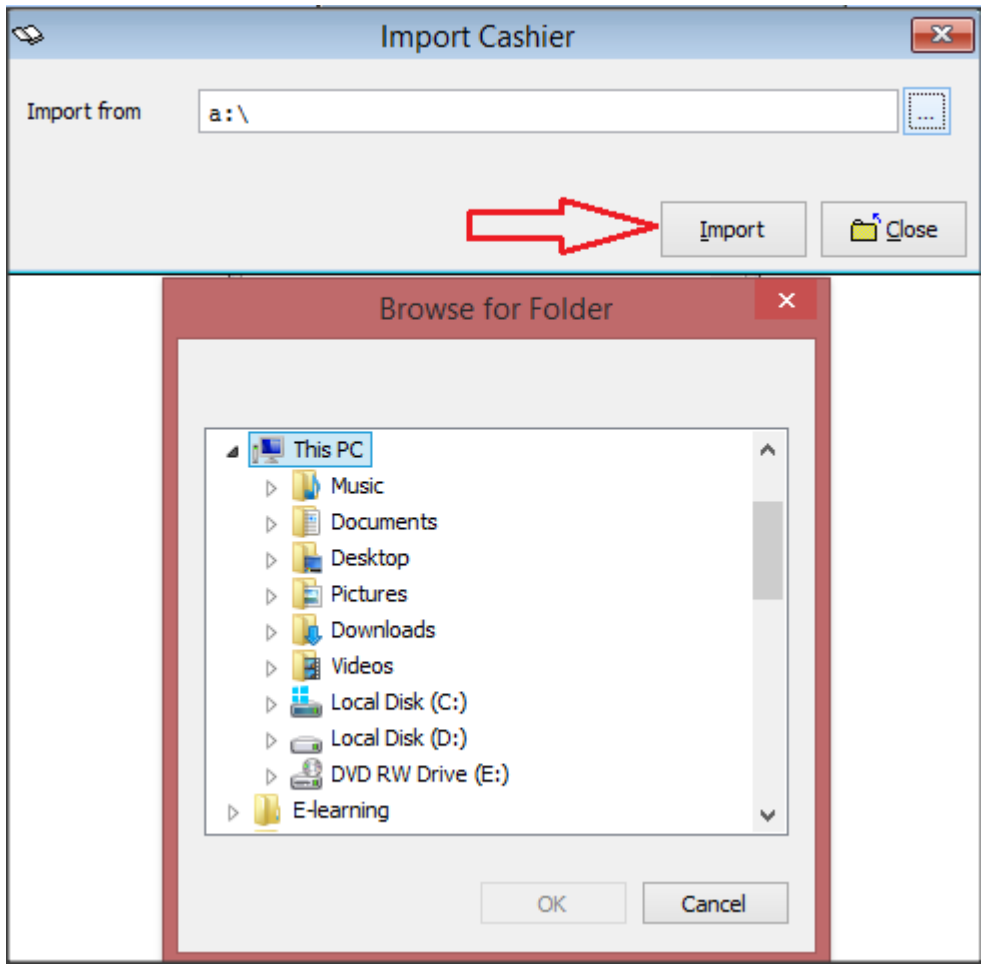 Import Cashier
Import from a:\ ...
Import Close
Browse for Folder
This PC
Music
Documents
Desktop
Pictures
Downloads
Videos
Local Disk (C:)
Local Disk (D:)
DVD RW Drive (E:)
E-learning
OK Cancel